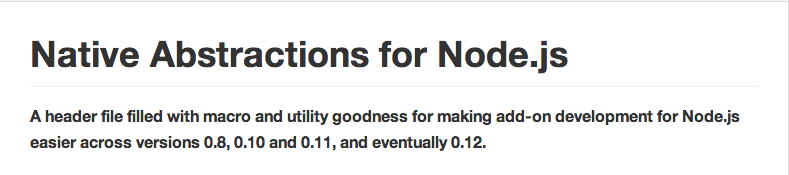 Native Abstractions for Node.js
A header file filled with macro and utility goodness for making add-on development for Node.js
easier across versions 0.8, 0.10 and 0.11, and eventually 0.12.